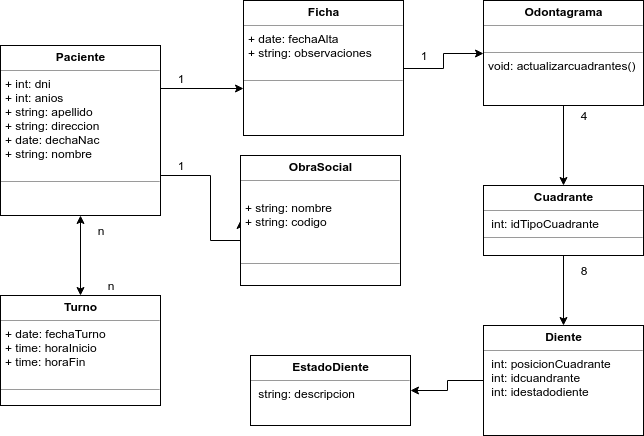 Ficha
+ date: fechaAlta
+ string: observaciones
Odontagrama
void: actualizarcuadrantes()
Paciente
+ int: dni
+ int: anios
+ string: apellido
+ string: direccion
+ date: dechaNac
+ string: nombre
1
1
4
1
ObraSocial
+ string: nombre
+ string: codigo
Cuadrante
int: idTipoCuadrante
n
n
8
Turno
+ date: fechaTurno
+ time: horaInicio
+ time: horaFin
Diente
int: posicionCuadrante
int: idcuandrante
int: idestadodiente
EstadoDiente
string: descripcion